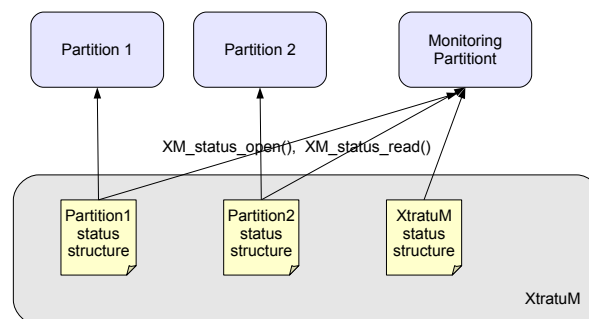 Partition 1
Partition 2
Monitoring
Partitiont
XM_status_open(), XM_status_read()
Partition1
status
structure
Partition2
status
structure
XtratuM
status
structure
XtratuM